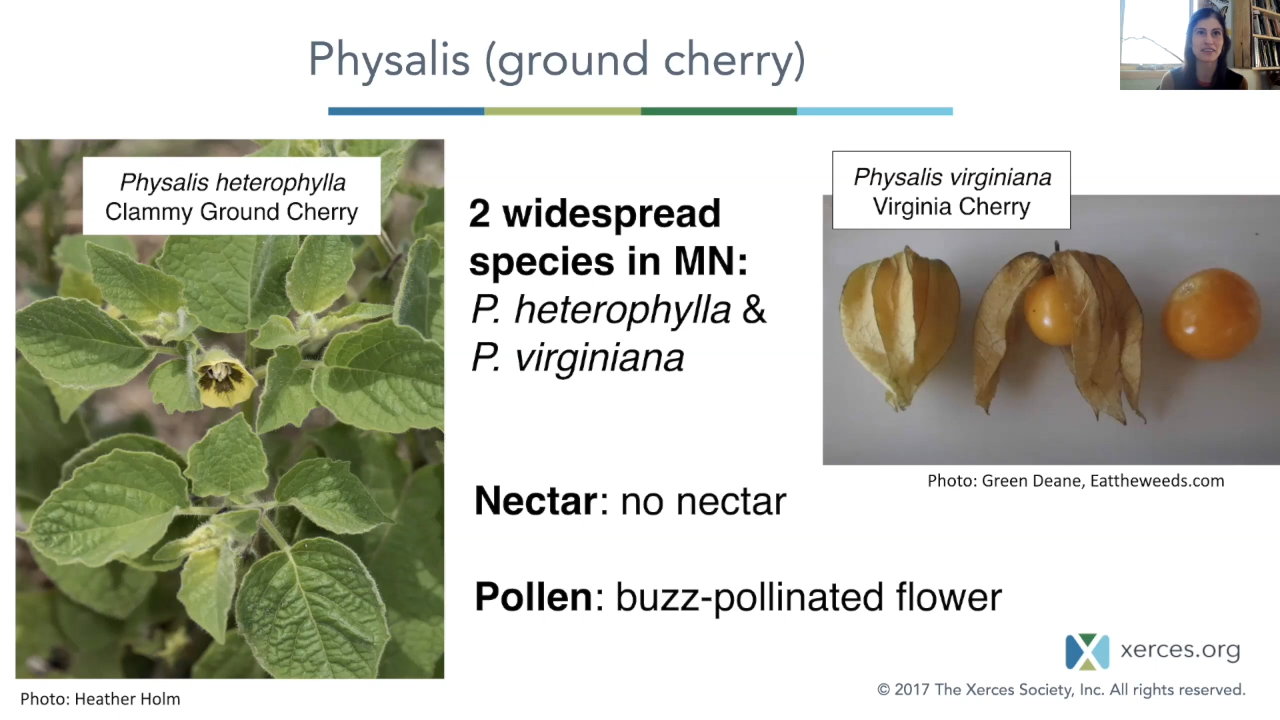 Physalis (ground cherry)
Physalis heterophylla
Clammy Ground Cherry
2 widespread
species in MN:
P. heterophylla &
P. virginiana
Physalis virginiana
Virginia Cherry
Photo: Green Deane, Eattheweeds.com
Nectar: no nectar
Pollen: buzz-pollinated flower
xerces.org
© 2017 The Xerces Society, Inc. All rights reserved.
Photo: Heather Holm